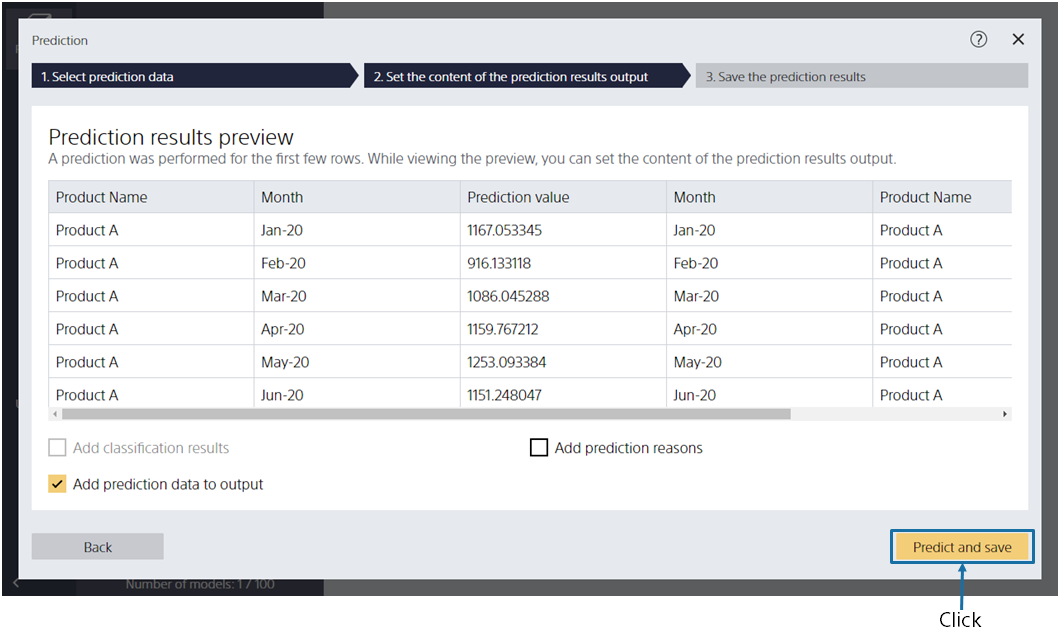 Prediction
1. Select prediction data
2. Set the content of the prediction results output
3. Save the prediction results
Prediction results preview
A prediction was performed for the first few rows. While viewing the preview, you can set the content of the prediction results output.
Product Name Month Prediction value Month Product Name
Product A Jan-20 1167.053345 Jan-20 Product A
Product A Feb-20 916.133118 Feb-20 Product A
Product A Mar-20 1086.045288 Mar-20 Product A
Product A Apr-20 1159.767212 Apr-20 Product A
Product A May-20 1253.093384 May-20 Product A
Product A Jun-20 1151.248047 Jun-20 Product A
Add classification results
Add prediction reasons
Add prediction data to output
Back
Predict and save
Number of models: 1 / 100
Click